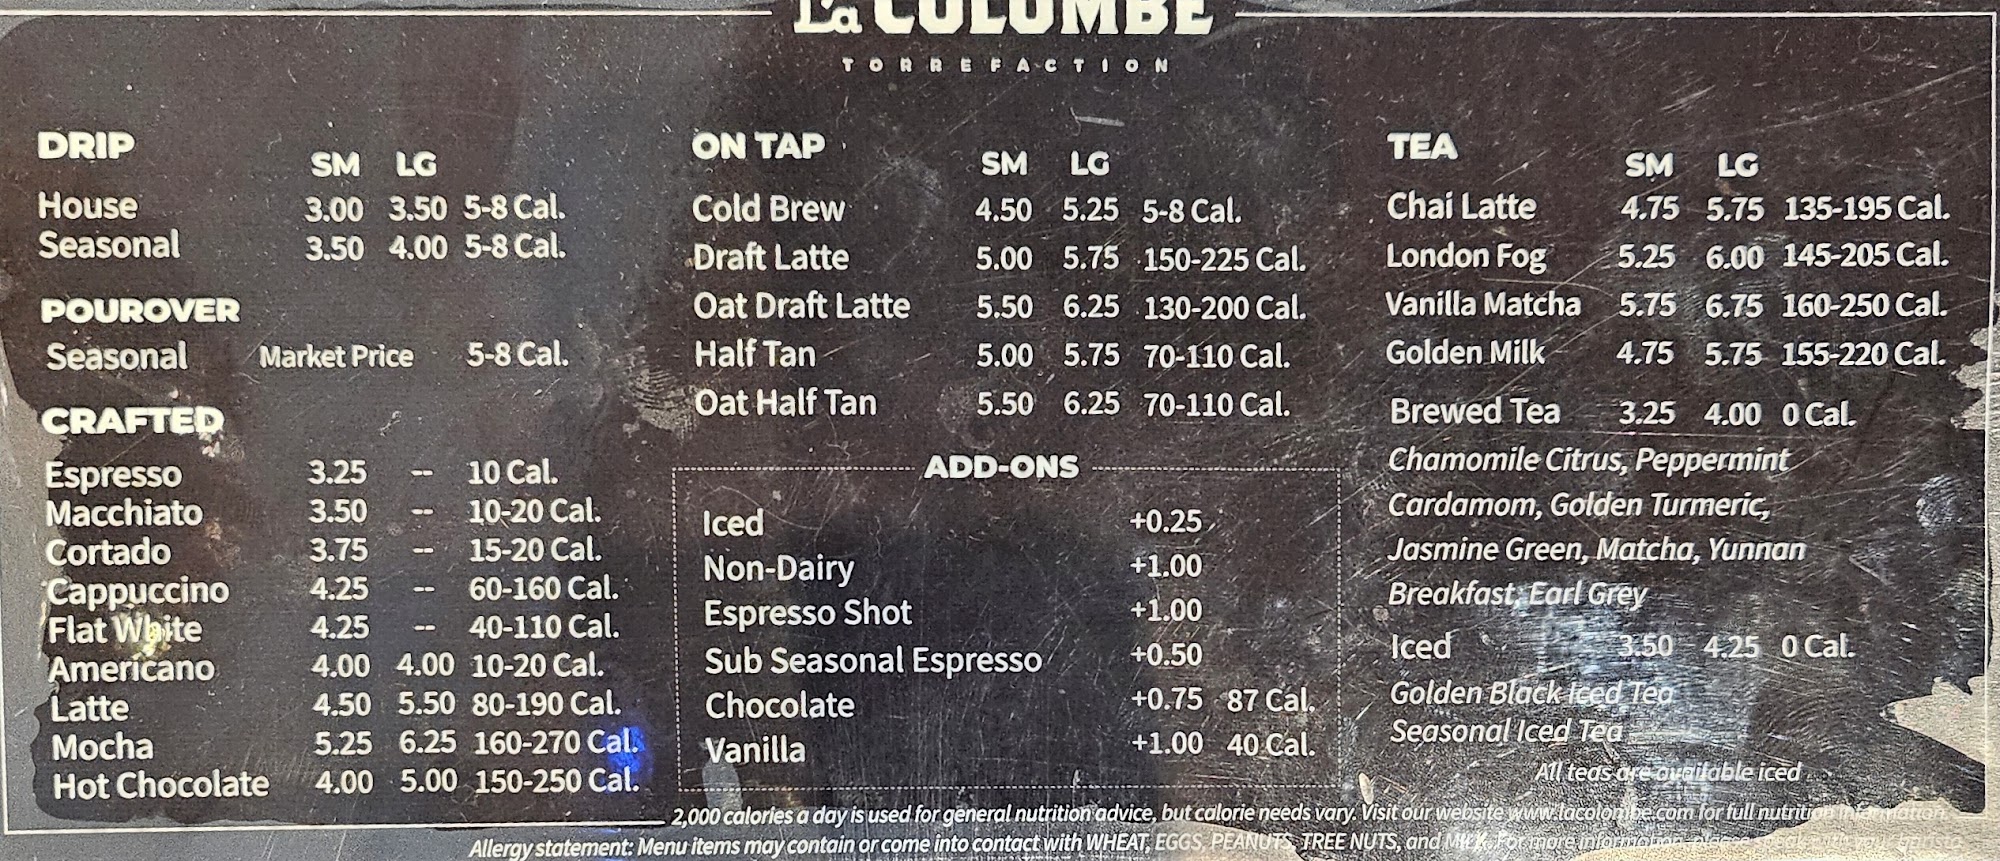 La COLOMBE
TORREFACTION
DRIP
SM LG
House 3.00 3.50 5-8 Cal.
Seasonal 3.50 4.00 5-8 Cal.
POUROVER
Seasonal Market Price 5-8 Cal.
CRAFTED
Espresso 3.25 -- 10 Cal.
Macchiato 3.50 -- 10-20 Cal.
Cortado 3.75 -- 15-20 Cal.
Cappuccino 4.25 -- 60-160 Cal.
Flat White 4.25 -- 40-110 Cal.
Americano 4.00 4.00 10-20 Cal.
Latte 4.50 5.50 80-190 Cal.
Mocha 5.25 6.25 160-270 Cal.
Hot Chocolate 4.00 5.00 150-250 Cal.
ON TAP
SM LG
Cold Brew 4.50 5.25 5-8 Cal.
Draft Latte 5.00 5.75 150-225 Cal.
Oat Draft Latte 5.50 6.25 130-200 Cal.
Half Tan 5.00 5.75 70-110 Cal.
Oat Half Tan 5.50 6.25 70-110 Cal.
ADD-ONS
Iced +0.25
Non-Dairy +1.00
Espresso Shot +1.00
Sub Seasonal Espresso +0.50
Chocolate +0.75 87 Cal.
Vanilla +1.00 40 Cal.
TEA
SM LG
Chai Latte 4.75 5.75 135-195 Cal.
London Fog 5.25 6.00 145-205 Cal.
Vanilla Matcha 5.75 6.75 160-250 Cal.
Golden Milk 4.75 5.75 155-220 Cal.
Brewed Tea 3.25 4.00 0 Cal.
Chamomile Citrus, Peppermint
Cardamom, Golden Turmeric,
Jasmine Green, Matcha, Yunnan
Breakfast, Earl Grey
Iced 3.50 4.25 0 Cal.
Golden Black Iced Tea
Seasonal Iced Tea
All teas are available iced
2,000 calories a day is used for general nutrition advice, but calorie needs vary. Visit our website www.lacolombe.com for full nutrition information.
Allergy statement: Menu items may contain or come into contact with WHEAT, EGGS, PEANUTS, TREE NUTS, and MILK. For more information, please speak with your barista.